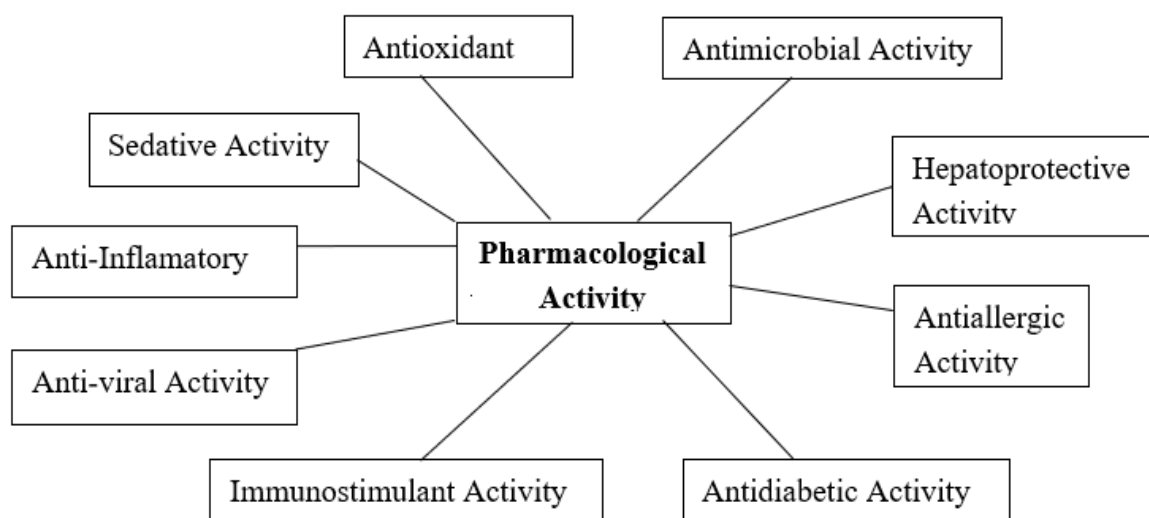 Antioxidant
Antimicrobial Activity
Sedative Activity
Hepatoprotective
Activity
Anti-Inflamatory
Pharmacological
Activity
Antiallergic
Activity
Anti-viral Activity
Immunostimulant Activity
Antidiabetic Activity